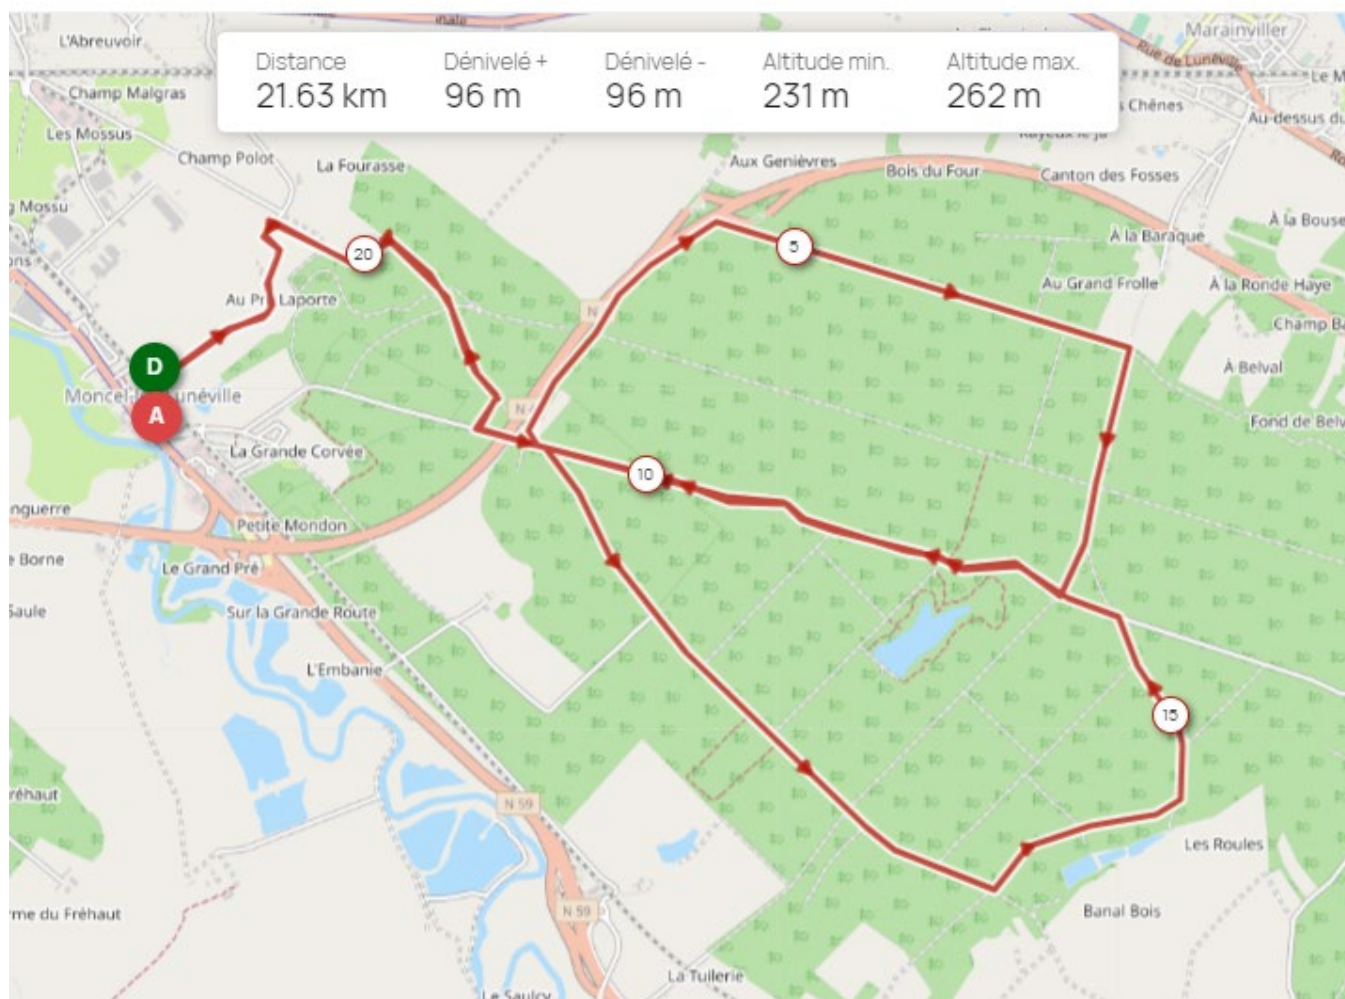 L'Abreuvoir
Marainviller
Rue de Lunéville
Distance
21.63 km
Dénivelé +
96 m
Dénivelé -
96 m
Altitude min.
231 m
Altitude max.
262 m
Champ Malgras
Chênes
Au-dessus du
Les Mossus
Champ Polot
La Fourasse
Aux Genièvres
Bois du Four
Canton des Fosses
Mossu
À la Bouse
À la Baraque
20
5
Au Grand Frolle
À la Ronde Haye
Laporte
N
D
À Belval
A
N
La Grande Corvée
10
Petite Mondon
Borne
Le Grand Pré
Saule
Sur la Grande Route
L'Embanie
15
N 59
Les Roules
N 59
Banal Bois
me du Fréhaut
La Tuilerie
Le Saulcy